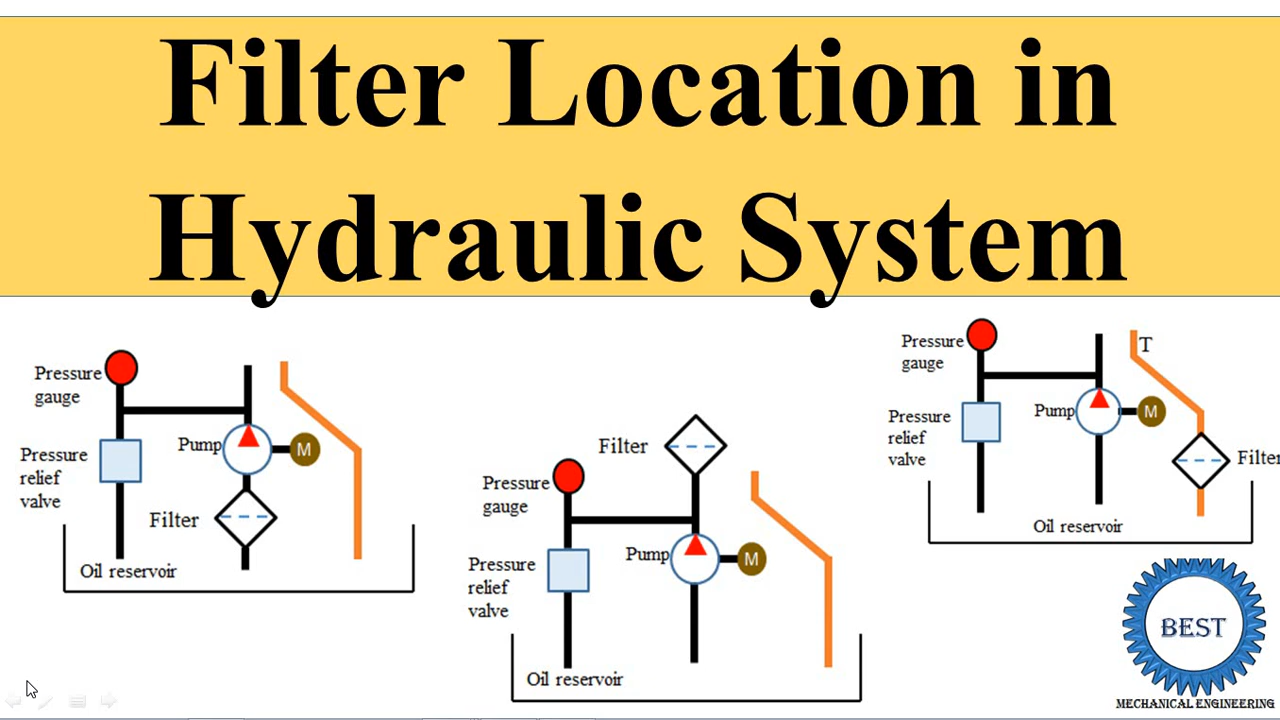 Filter Location in
Hydraulic System
Pressure
gauge
Pump
M
Pressure
relief
valve
Filter
Oil reservoir
Filter
Pressure
gauge
Pump
M
Pressure
relief
valve
Oil reservoir
T
Pressure
gauge
Pump
M
Pressure
relief
valve
Filter
Oil reservoir
BEST
MECHANICAL ENGINEERING